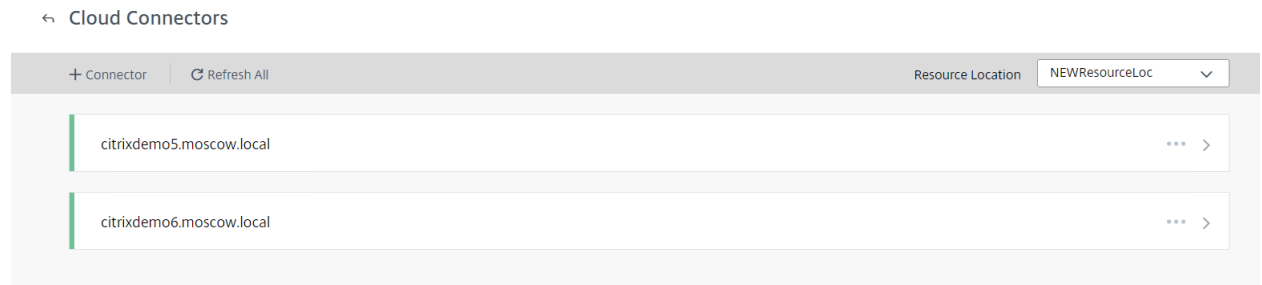 Cloud Connectors
+ Connector Refresh All Resource Location NEWResourceLoc
citrixdemo5.moscow.local
citrixdemo6.moscow.local